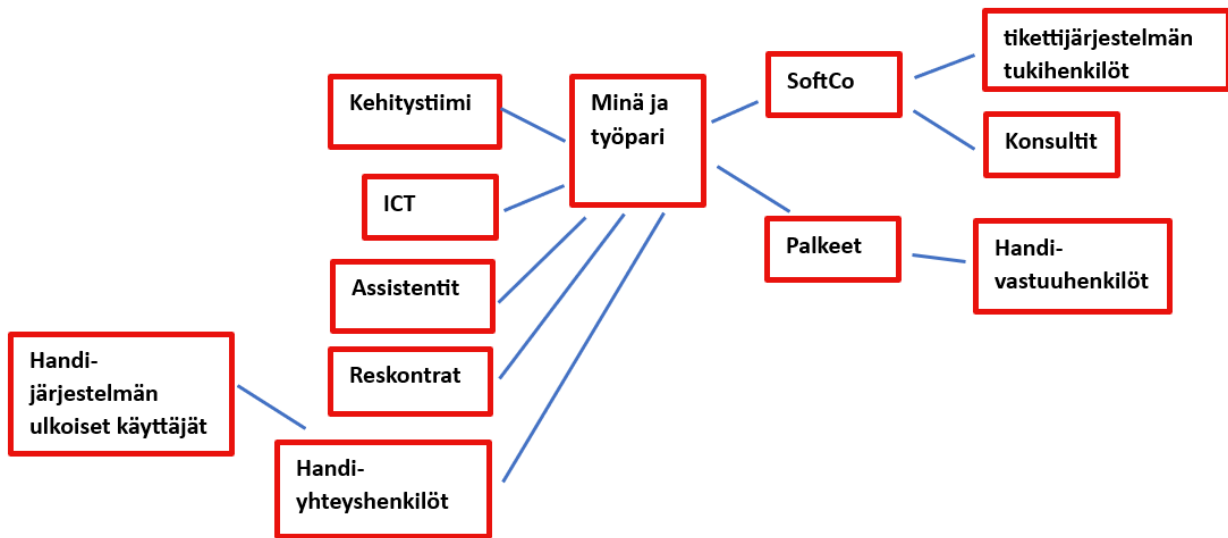 tikettijärjestelmän
tukihenkilöt
SoftCo
Minä ja
työpari
Kehitystiimi
Konsultit
ICT
Palkeet
Handi-
vastuuhenkilöt
Assistentit
Reskontrat
Handi-
järjestelmän
ulkoiset käyttäjät
Handi-
yhteyshenkilöt